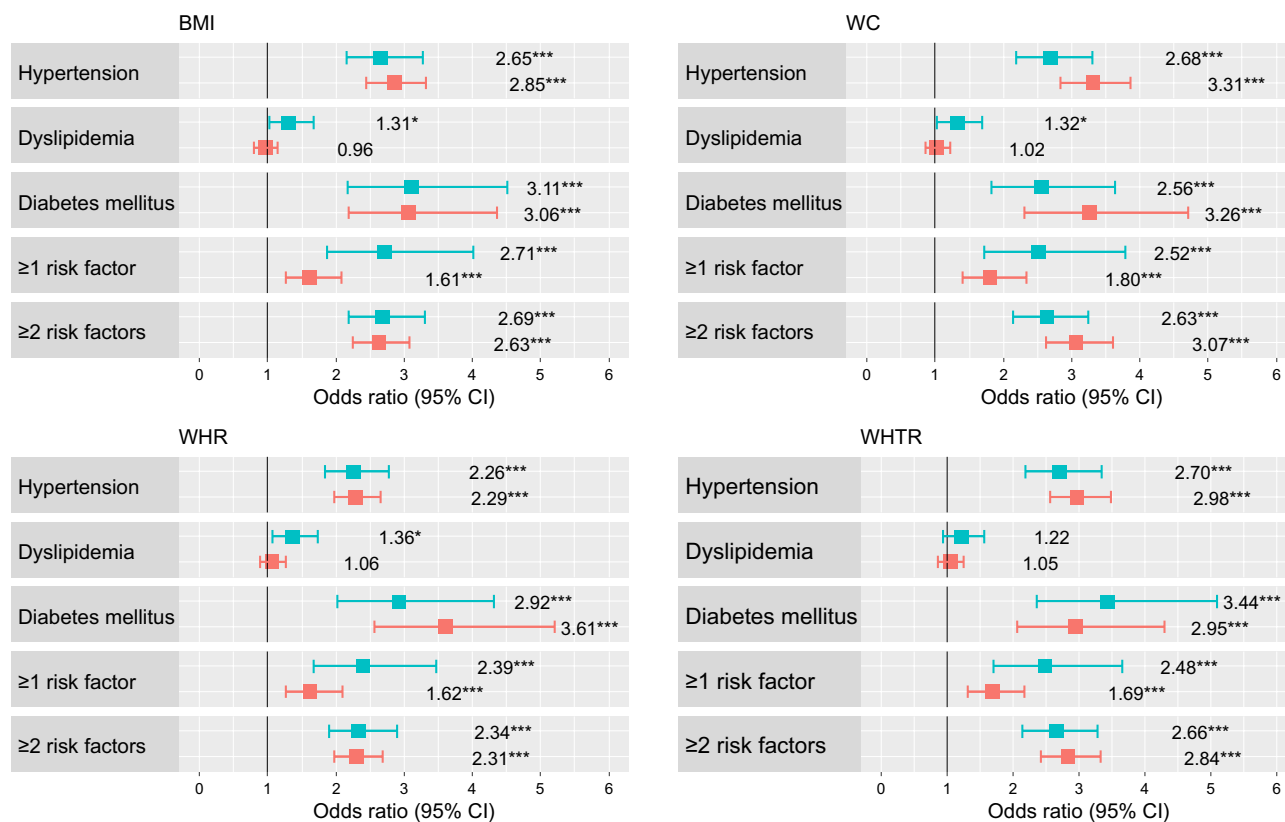 BMI
Hypertension
2.65***
2.85***
Dyslipidemia
1.31*
0.96
Diabetes mellitus
3.11***
3.06***
≥1 risk factor
2.71***
1.61***
≥2 risk factors
2.69***
2.63***
0 1 2 3 4 5 6
Odds ratio (95% CI)
WC
Hypertension
2.68***
3.31***
Dyslipidemia
1.32*
1.02
Diabetes mellitus
2.56***
3.26***
≥1 risk factor
2.52***
1.80***
≥2 risk factors
2.63***
3.07***
0 1 2 3 4 5 6
Odds ratio (95% CI)
WHR
Hypertension
2.26***
2.29***
Dyslipidemia
1.36*
1.06
Diabetes mellitus
2.92***
3.61***
≥1 risk factor
2.39***
1.62***
≥2 risk factors
2.34***
2.31***
0 1 2 3 4 5 6
Odds ratio (95% CI)
WHTR
Hypertension
2.70***
2.98***
Dyslipidemia
1.22
1.05
Diabetes mellitus
3.44***
2.95***
≥1 risk factor
2.48***
1.69***
≥2 risk factors
2.66***
2.84***
0 1 2 3 4 5 6
Odds ratio (95% CI)